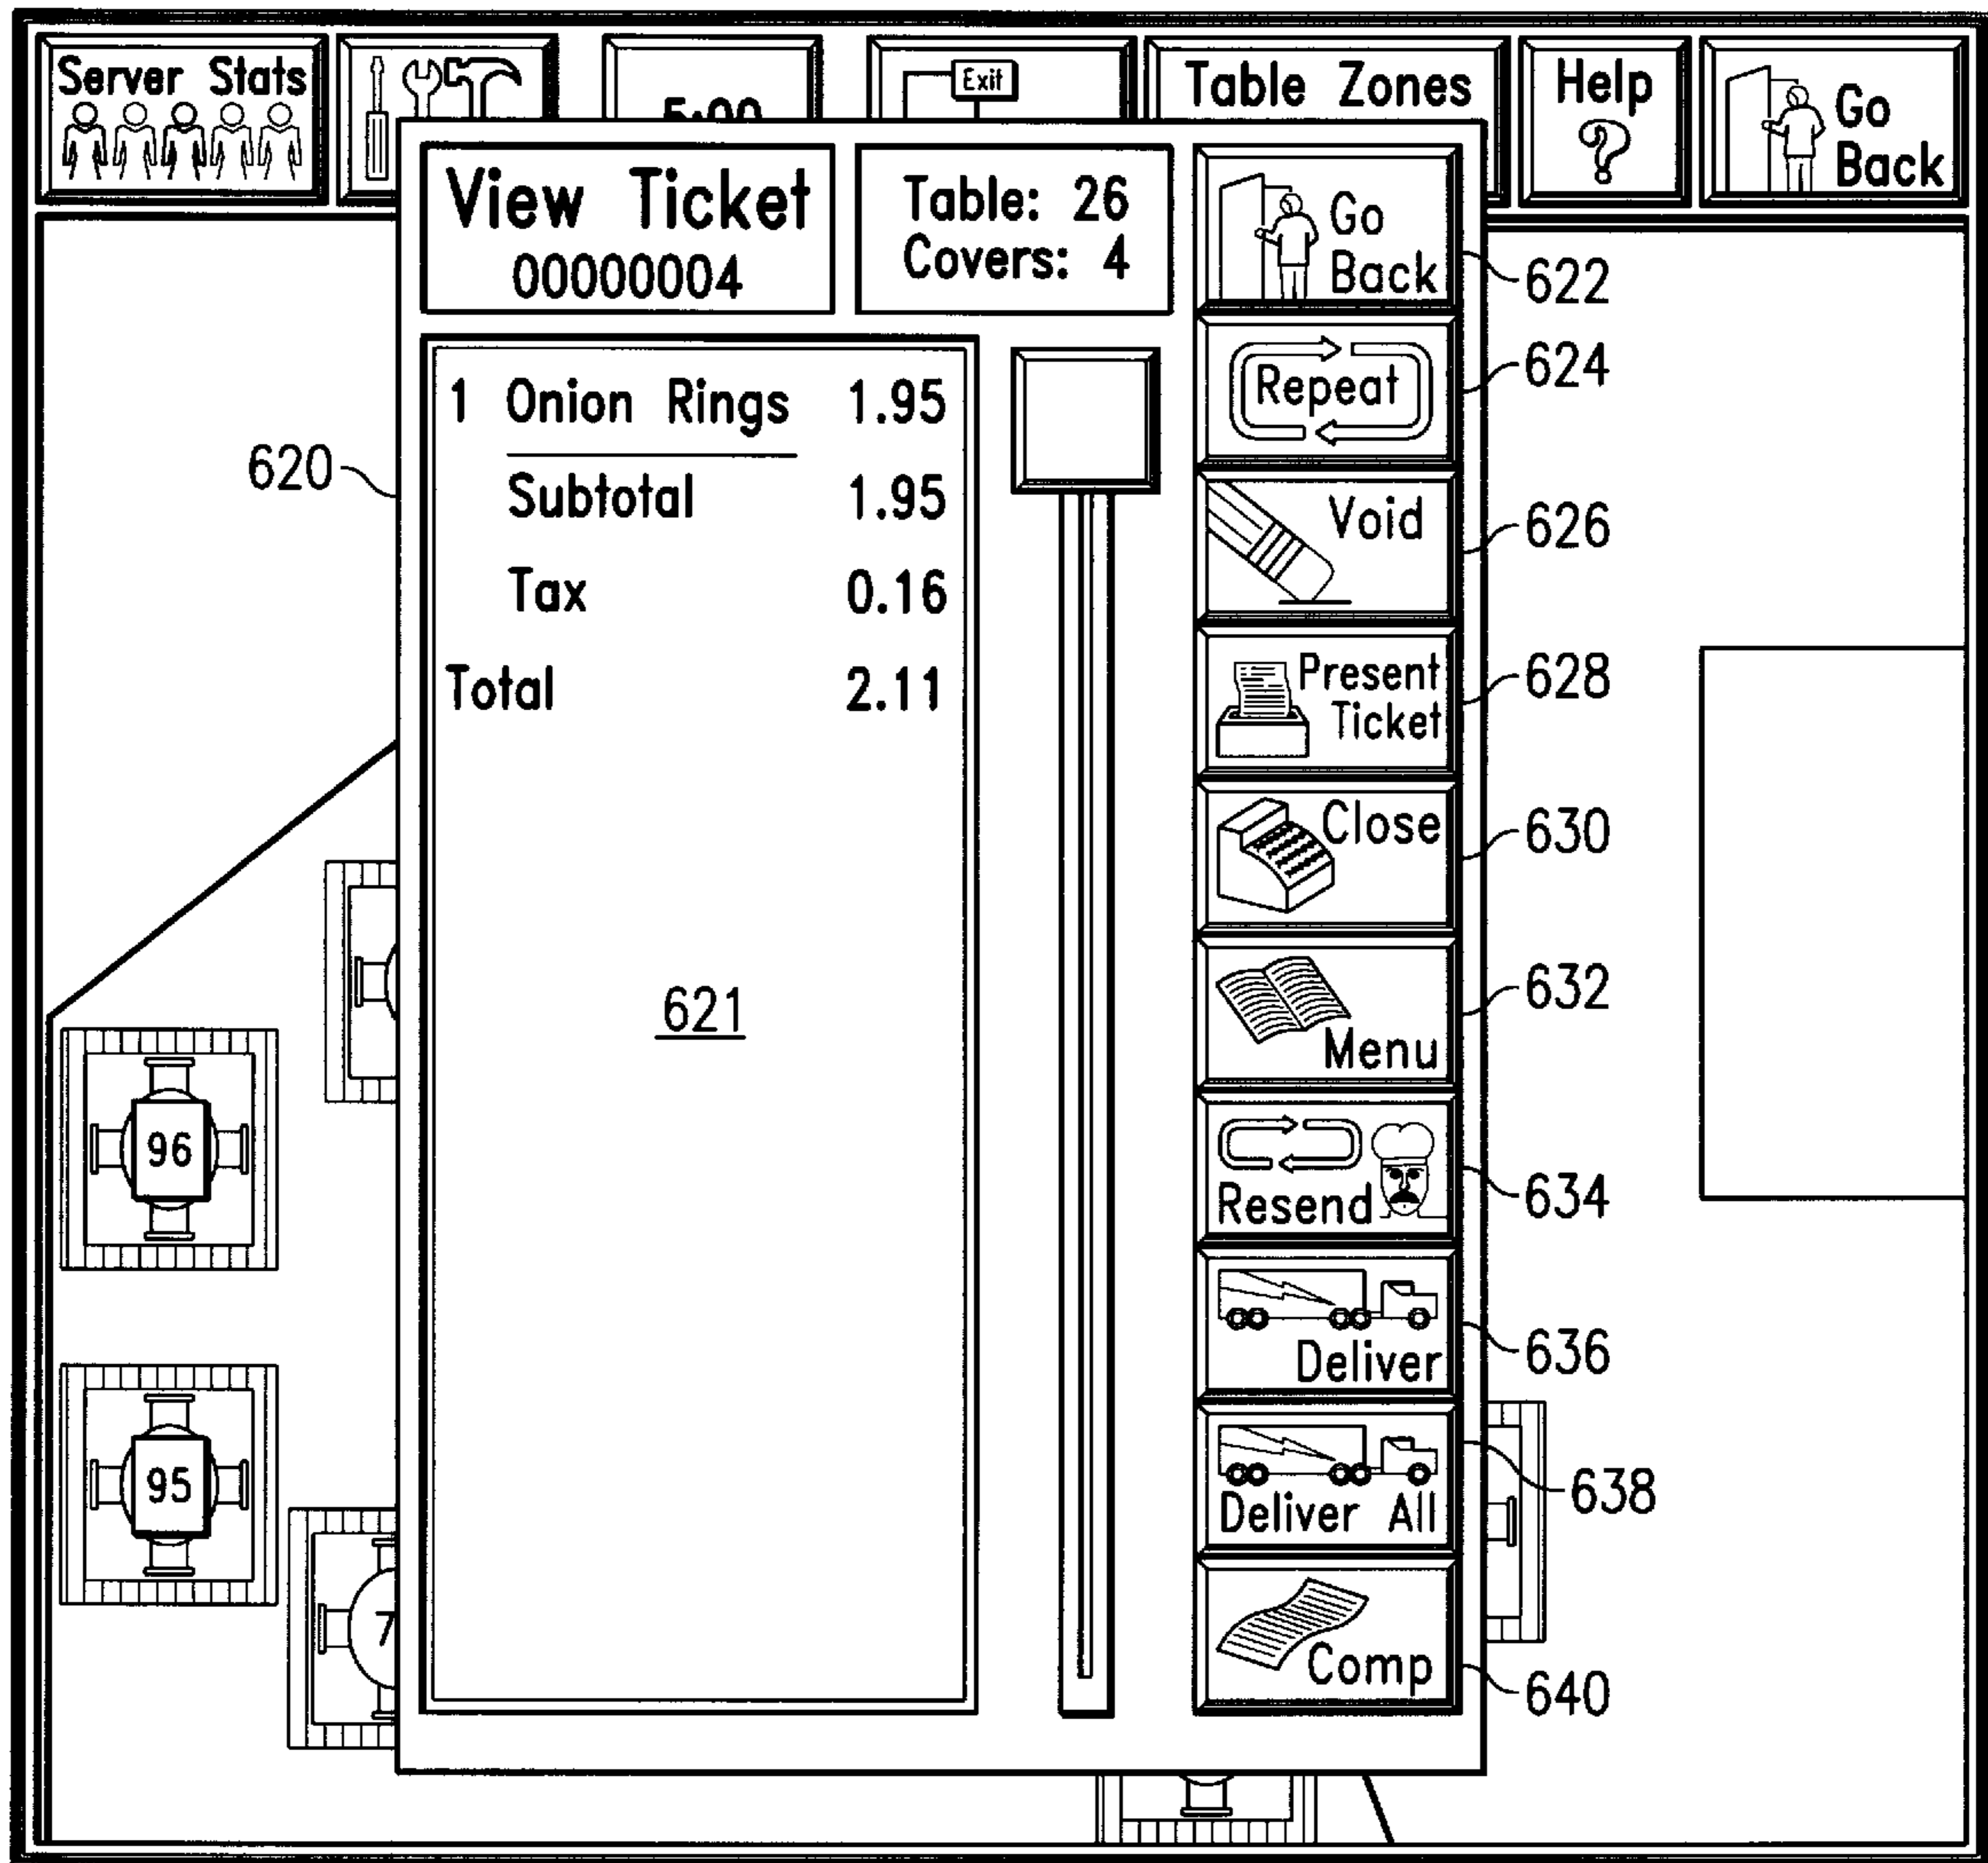 Server Stats
Exit
Table Zones
Help
?
Go
Back
View Ticket
00000004
Table: 26
Covers: 4
Go
Back
622
1 Onion Rings 1.95
Subtotal 1.95
Tax 0.16
Total 2.11
620
621
Repeat
624
Void
626
Present
Ticket
628
Close
630
Menu
632
Resend
634
Deliver
636
Deliver All
638
Comp
640
96
95
7